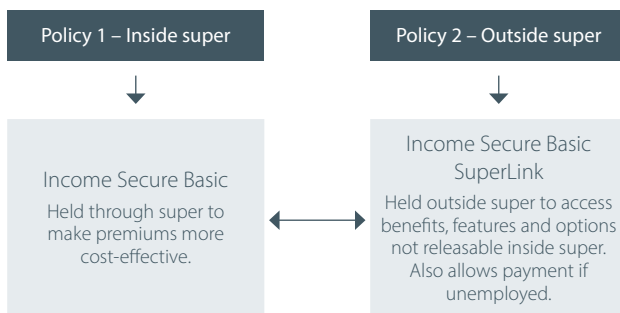 Policy 1 – Inside super
Policy 2 – Outside super
Income Secure Basic
Held through super to
make premiums more
cost-effective.
Income Secure Basic
SuperLink
Held outside super to access
benefits, features and options
not releasable inside super.
Also allows payment if
unemployed.